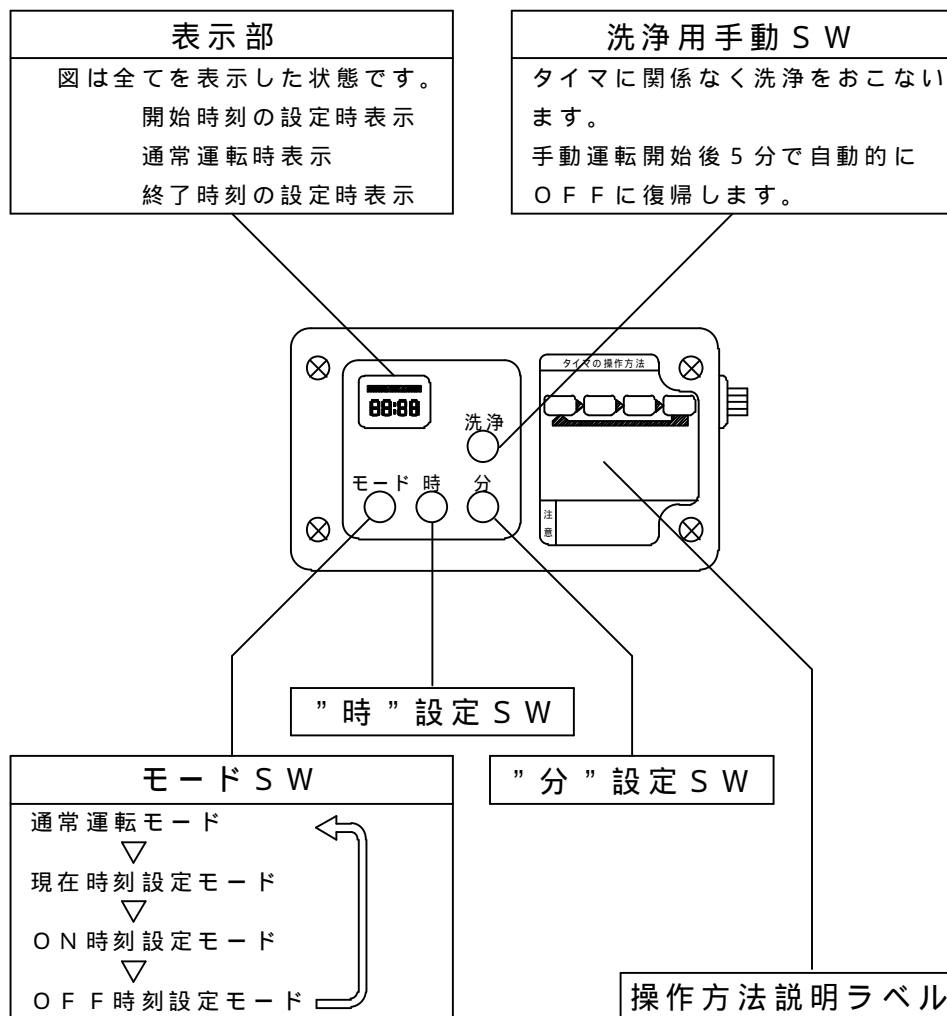 表示部
図は全てを表示した状態です。
開始時刻の設定時表示
通常運転時表示
終了時刻の設定時表示
洗浄用手動SW
タイマに関係なく洗浄をおこない
ます。
手動運転開始後5分で自動的に
OFFに復帰します。
タイマの操作方法
88:88
洗浄
モード 時 分
注意
”時”設定SW
”分”設定SW
モードSW
通常運転モード
▽
現在時刻設定モード
▽
ON時刻設定モード
▽
OFF時刻設定モード
操作方法説明ラベル